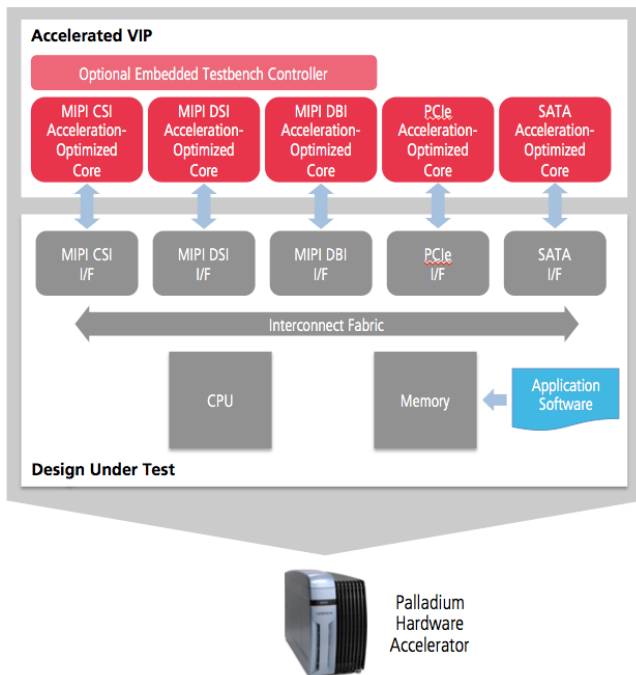 Accelerated VIP
Optional Embedded Testbench Controller
MIPI CSI
Acceleration-
Optimized
Core
MIPI DSI
Acceleration-
Optimized
Core
MIPI DBI
Acceleration-
Optimized
Core
PCIe
Acceleration-
Optimized
Core
SATA
Acceleration-
Optimized
Core
MIPI CSI
I/F
MIPI DSI
I/F
MIPI DBI
I/F
PCIe
I/F
SATA
I/F
Interconnect Fabric
CPU
Memory
Application
Software
Design Under Test
Palladium
Hardware
Accelerator